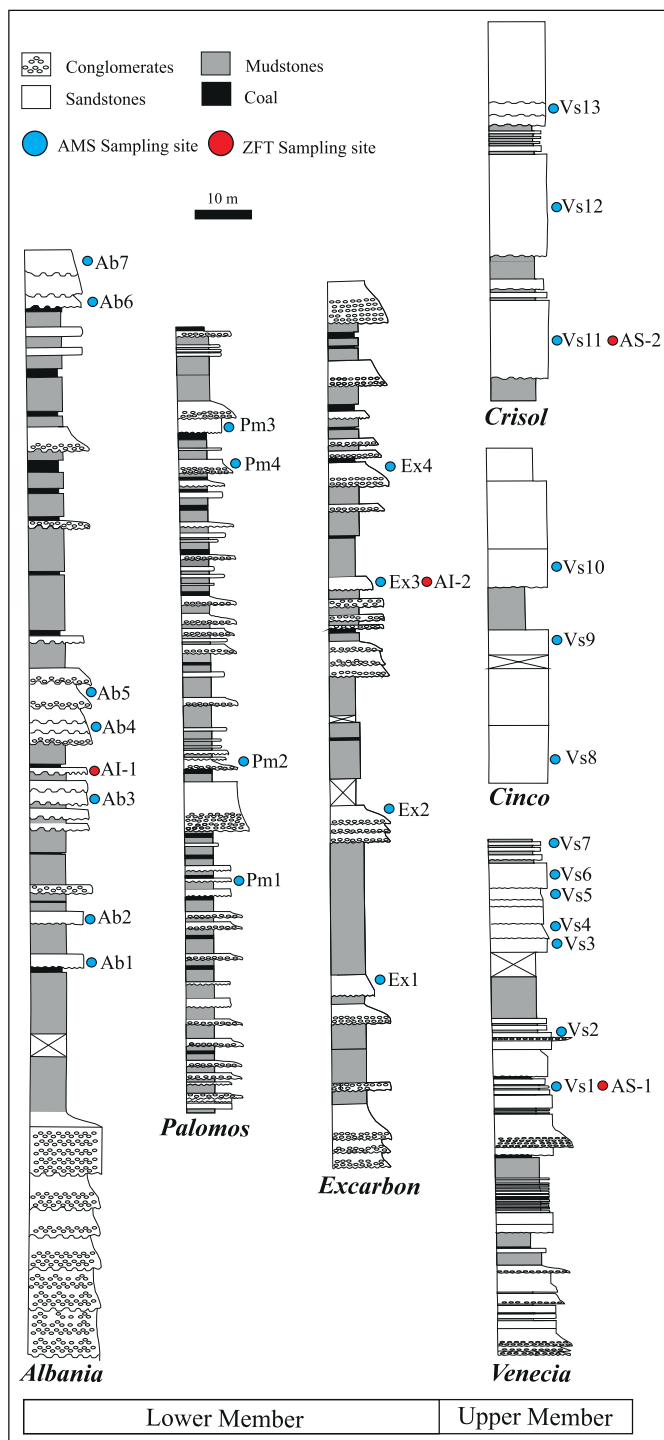 Conglomerates
Mudstones
Sandstones
Coal
AMS Sampling site
ZFT Sampling site
10 m
Ab7
Ab6
Ab5
Ab4
AI-1
Ab3
Ab2
Ab1
Albania
Pm3
Pm4
Pm2
Pm1
Palomos
Ex4
Ex3 AI-2
Ex2
Ex1
Excarbon
Vs13
Vs12
Vs11 AS-2
Crisol
Vs10
Vs9
Vs8
Cinco
Vs7
Vs6
Vs5
Vs4
Vs3
Vs2
Vs1 AS-1
Venecia
Lower Member
Upper Member